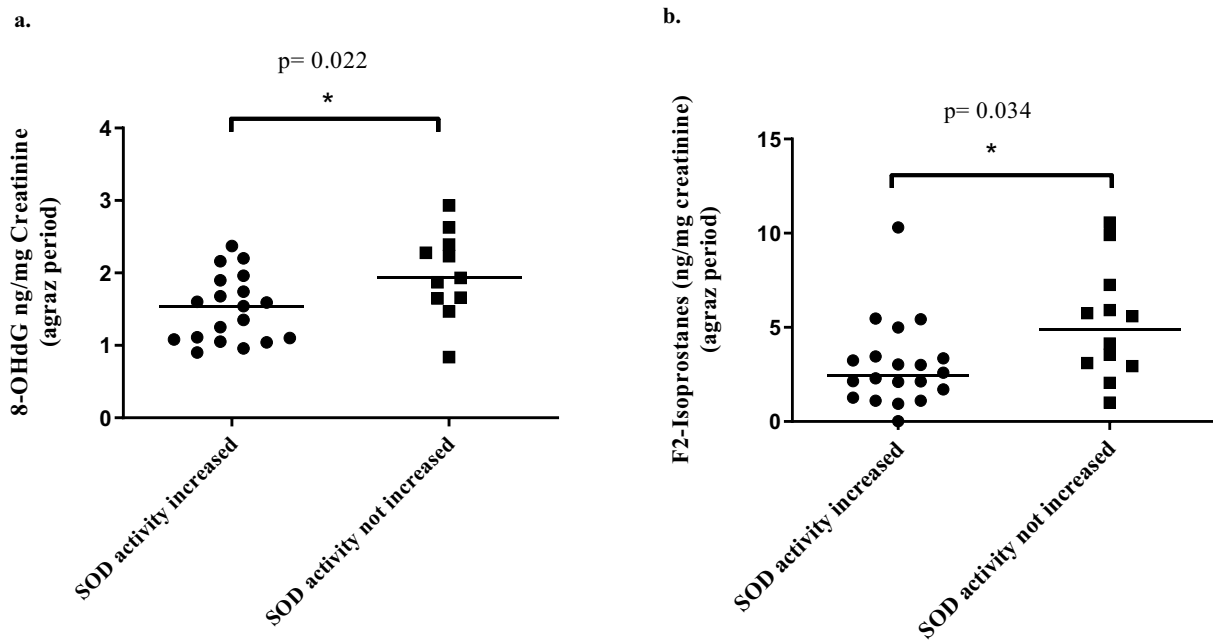 a.
p= 0.022
*
8-OHdG ng/mg Creatinine
(agraz period)
4
3
2
1
0
SOD activity increased
SOD activity not increased
b.
p= 0.034
*
F2-Isoprostanes (ng/mg creatinine)
(agraz period)
15
10
5
0
SOD activity increased
SOD activity not increased